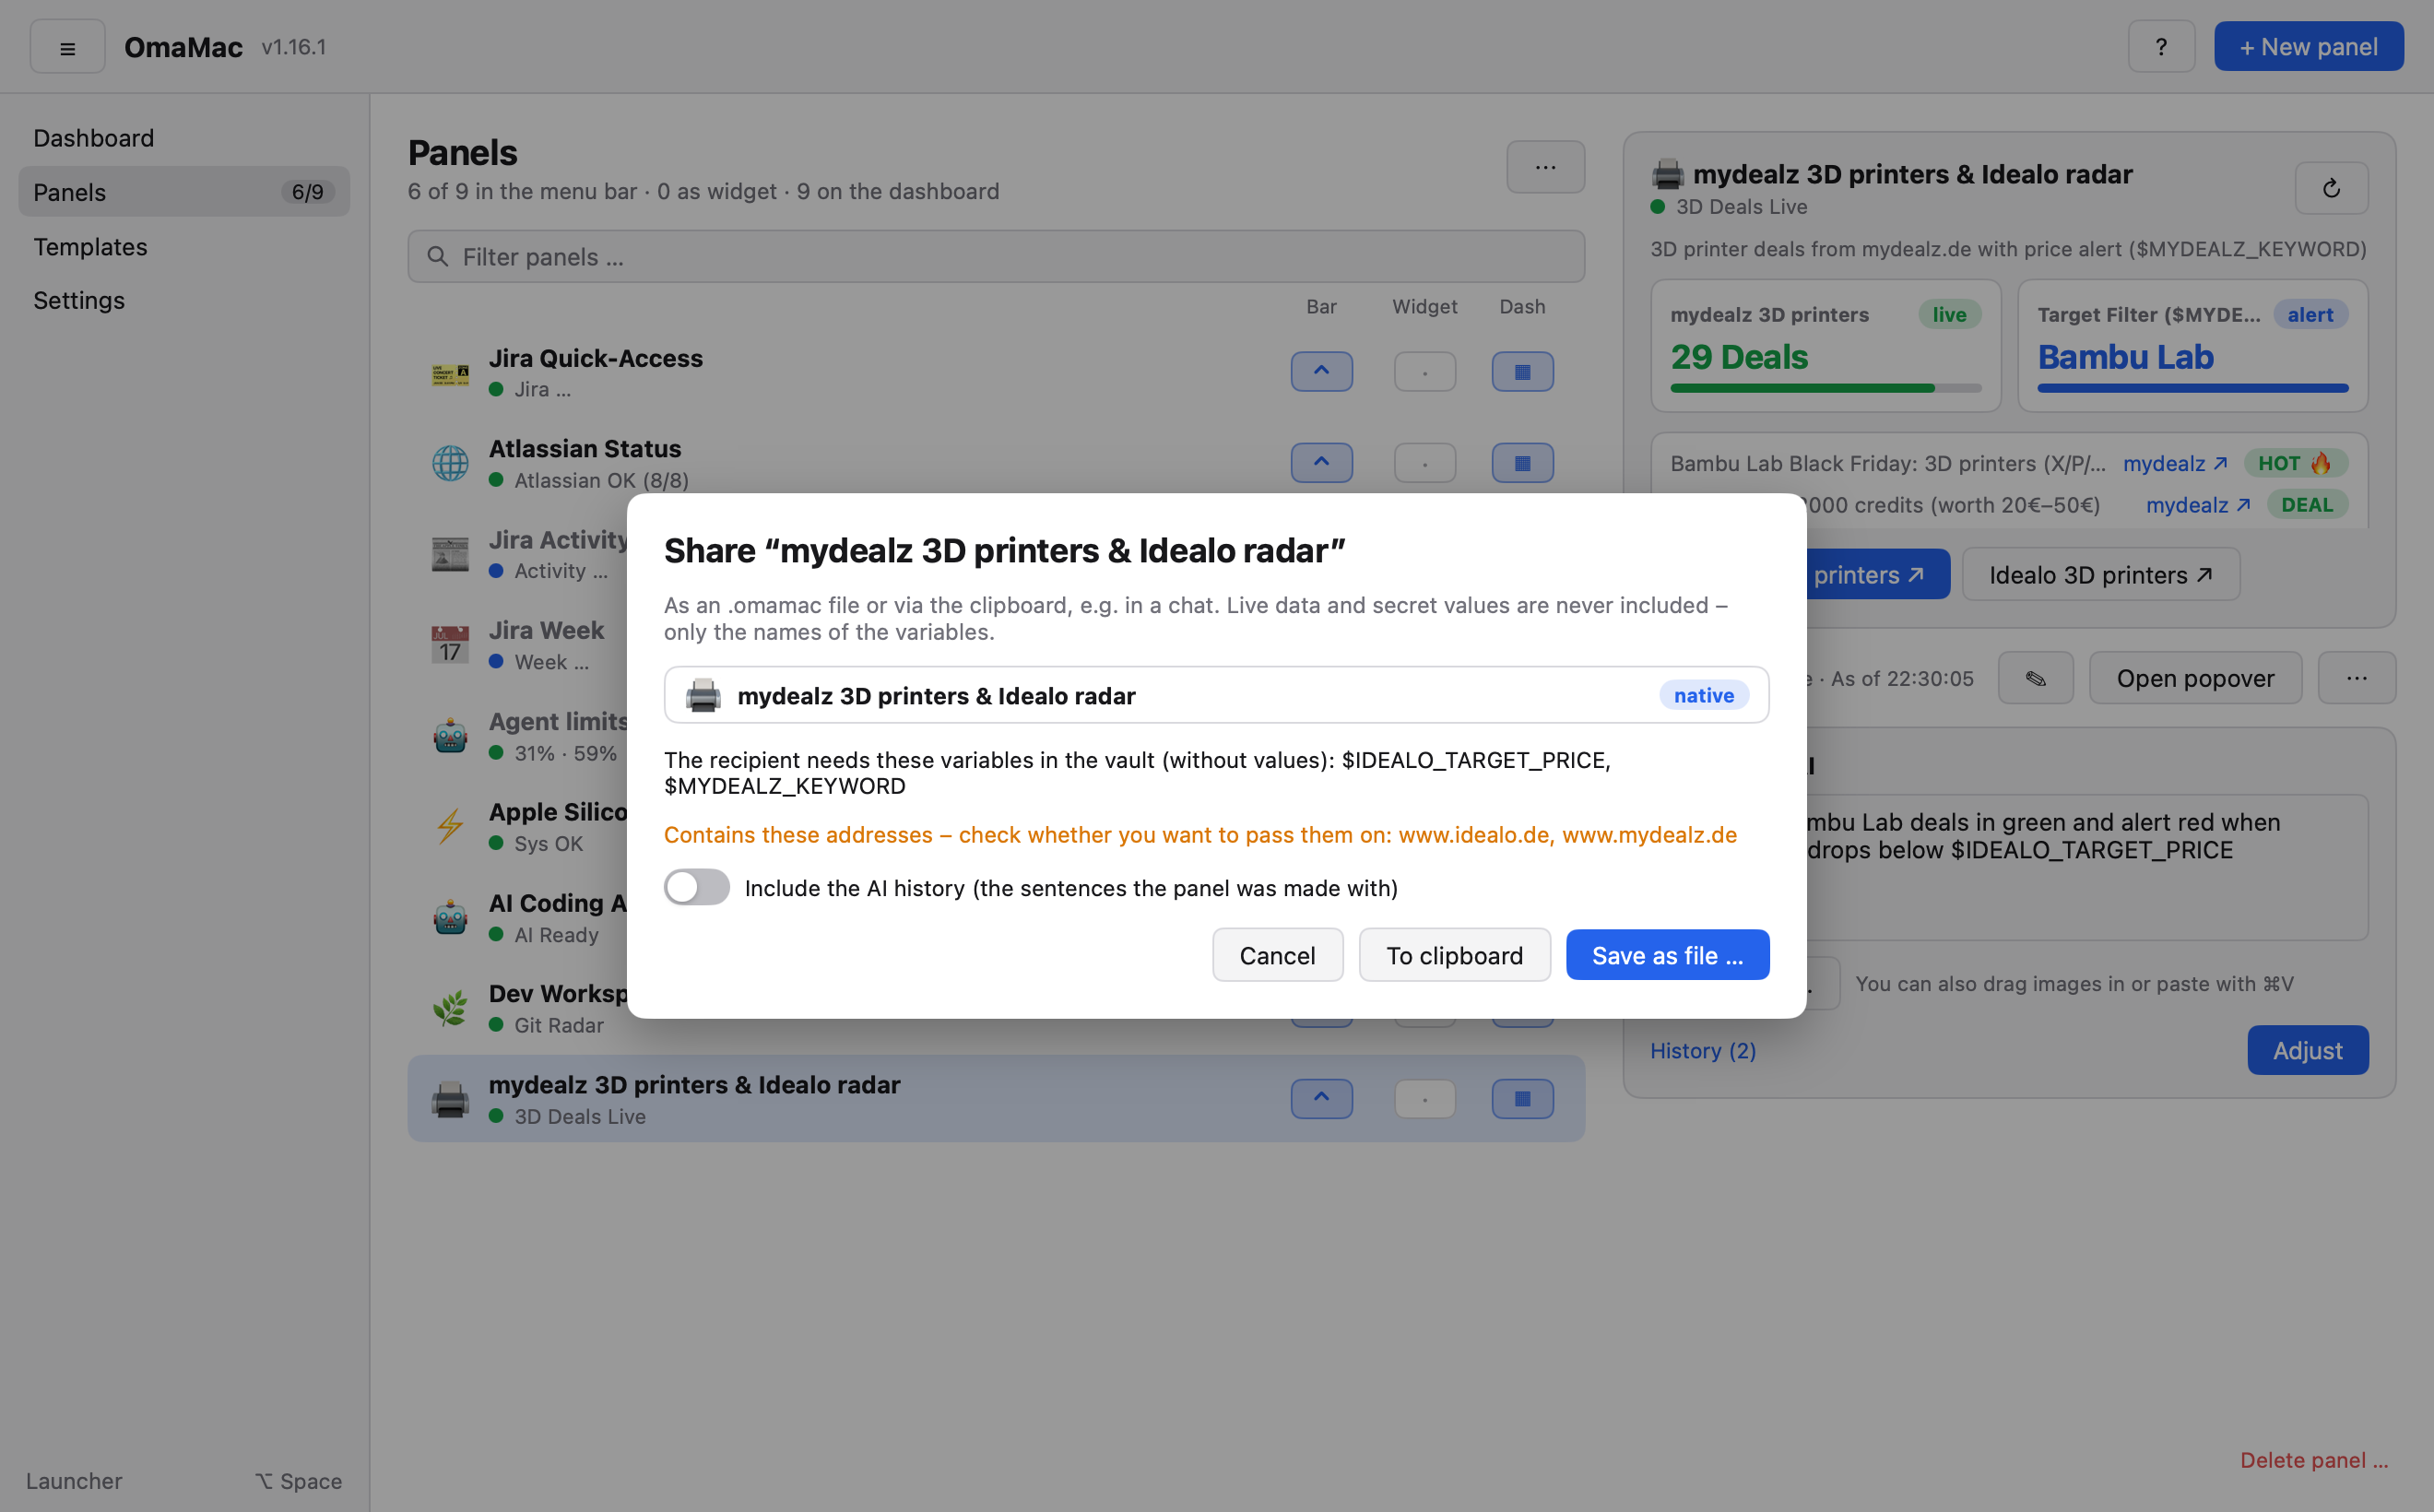 OmaMac v1.16.1
?
+ New panel
Dashboard
Panels 6/9
Templates
Settings
Launcher ⌥ Space
Panels
6 of 9 in the menu bar · 0 as widget · 9 on the dashboard
...
Filter panels ...
Bar Widget Dash
Jira Quick-Access
Jira ...
Atlassian Status
Atlassian OK (8/8)
Jira Activity
Activity ...
Jira Week
Week ...
Agent limits
31% · 59%
Apple Silico
Sys OK
AI Coding A
AI Ready
Dev Worksp
Git Radar
mydealz 3D printers & Idealo radar
3D Deals Live
mydealz 3D printers & Idealo radar
3D Deals Live
3D printer deals from mydealz.de with price alert ($MYDEALZ_KEYWORD)
mydealz 3D printers live
29 Deals
Target Filter ($MYDE... alert
Bambu Lab
Bambu Lab Black Friday: 3D printers (X/P/... mydealz ↗ HOT 🔥
000 credits (worth 20€–50€) mydealz ↗ DEAL
printers ↗
Idealo 3D printers ↗
· As of 22:30:05
Open popover
...
mbu Lab deals in green and alert red when
drops below $IDEALO_TARGET_PRICE
You can also drag images in or paste with ⌘V
History (2)
Adjust
Delete panel ...
Share “mydealz 3D printers & Idealo radar”
As an .omamac file or via the clipboard, e.g. in a chat. Live data and secret values are never included –
only the names of the variables.
mydealz 3D printers & Idealo radar native
The recipient needs these variables in the vault (without values): $IDEALO_TARGET_PRICE,
$MYDEALZ_KEYWORD
Contains these addresses – check whether you want to pass them on: www.idealo.de, www.mydealz.de
Include the AI history (the sentences the panel was made with)
Cancel
To clipboard
Save as file ...